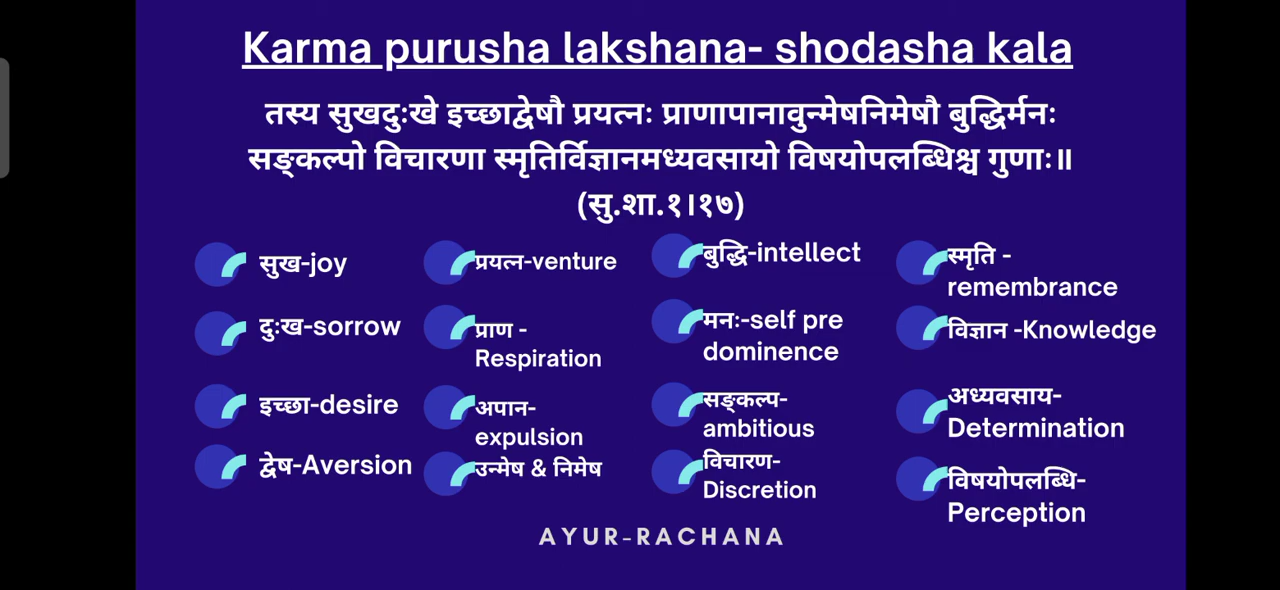 Karma purusha lakshana- shodasha kala
तस्य सुखदुःखे इच्छाद्वेषौ प्रयत्नः प्राणापानावुन्मेषनिमेषौ बुद्धिर्मनः
सङ्कल्पो विचारणा स्मृतिर्विज्ञानमध्यवसायो विषयोपलब्धिश्च गुणाः॥
(सु.शा.१।१७)
सुख-joy
दुःख-sorrow
इच्छा-desire
द्वेष-Aversion
प्रयत्न-venture
प्राण -
Respiration
अपान-
expulsion
उन्मेष & निमेष
बुद्धि-intellect
मनः-self pre
dominence
सङ्कल्प-
ambitious
विचारण-
Discretion
स्मृति -
remembrance
विज्ञान -Knowledge
अध्यवसाय-
Determination
विषयोपलब्धि-
Perception
AYUR-RACHANA